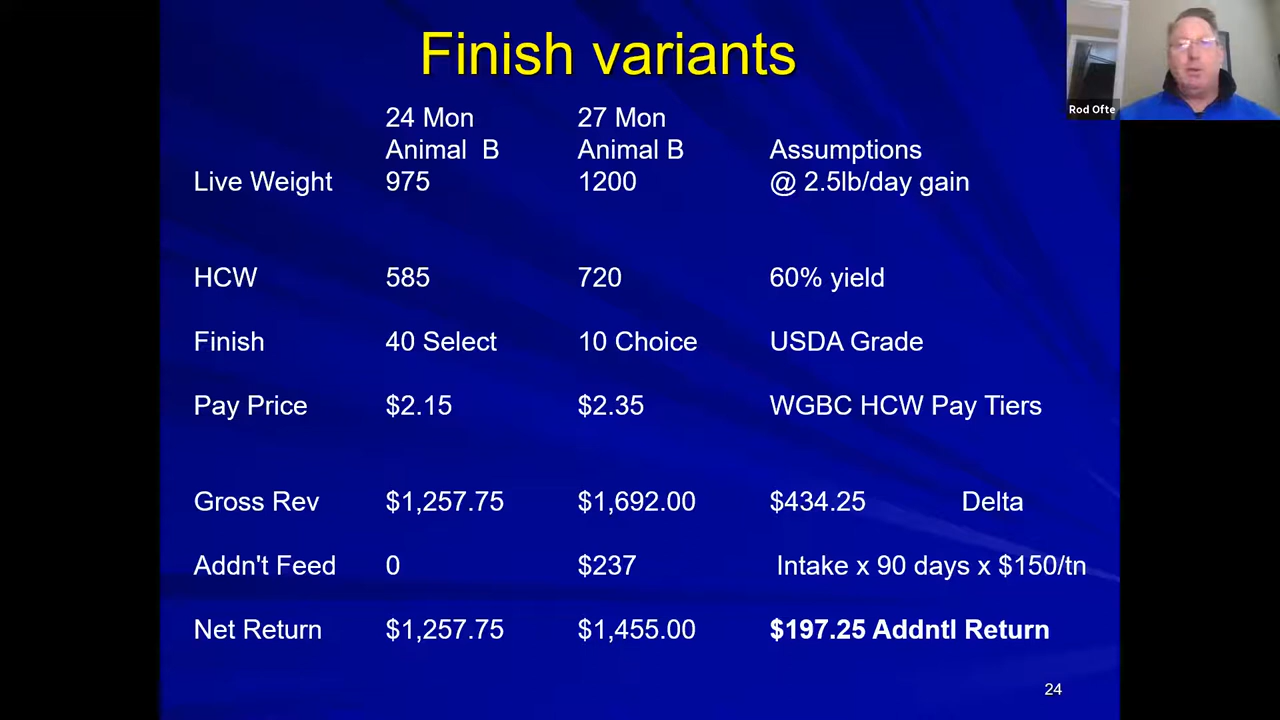 Finish variants
24 Mon 27 Mon
Animal B Animal B Assumptions
Live Weight 975 1200 @ 2.5lb/day gain
HCW 585 720 60% yield
Finish 40 Select 10 Choice USDA Grade
Pay Price $2.15 $2.35 WGBC HCW Pay Tiers
Gross Rev $1,257.75 $1,692.00 $434.25 Delta
Addn't Feed 0 $237 Intake x 90 days x $150/tn
Net Return $1,257.75 $1,455.00 $197.25 Addntl Return
24
Rod Ofte